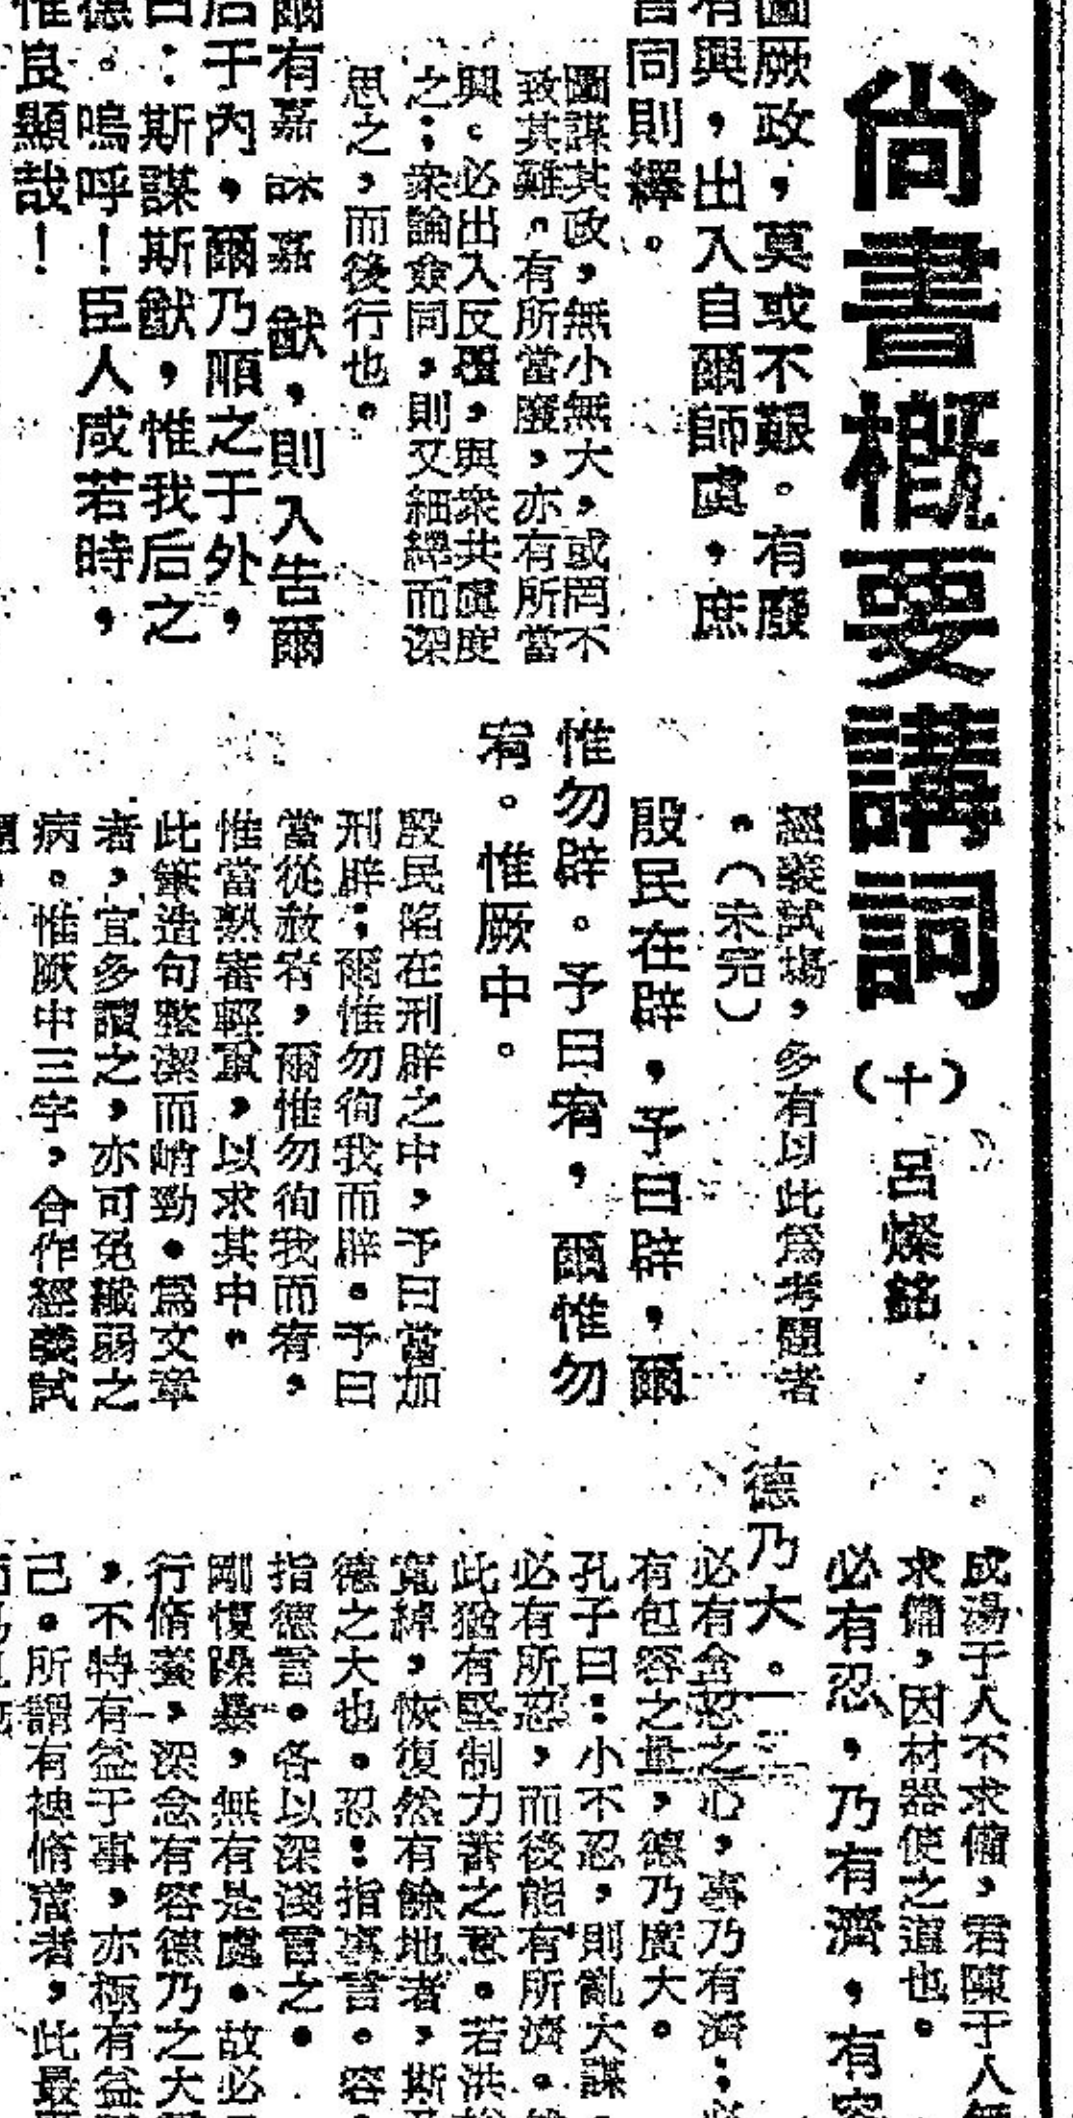 尚書概要講詞
(十)
呂燦銘
圖厥政,莫或不艱。有廢
有興,出入自爾師虞,庶
言同則繹。
圖謀其政,無小無大,或罔不
致其難。有所當廢,亦有所當
興。必出入反覆,與衆共虞度
之;衆論僉同,則又細繹而深
思之,而後行也。
爾有嘉謀嘉猷,則入告爾
后于內,爾乃順之于外,
曰:斯謀斯猷,惟我后之
德。嗚呼!臣人咸若時,
惟良顯哉!
經義試塲,多有以此爲考題者
。(未完)
殷民在辟,予曰辟,爾
惟勿辟。予曰宥,爾惟勿
宥。惟厥中。
殷民陷在刑辟之中,予曰當加
刑辟;爾惟勿徇我而辟。予曰
當從赦宥,爾惟勿徇我而宥,
惟當熟審輕重,以求其中。
此篇造句整潔而峭勁。爲文章
者,宜多讀之,亦可免纖弱之
病。惟厥中三字,合作經義試
題。
成湯于人不求備,君陳于人無
求備,因材器使之道也。
必有忍,乃有濟,有容
德乃大。
必有含忍之心,事乃有濟;必
有包容之量,德乃廣大。
孔子曰:小不忍,則亂大謀
必有所忍,而後能有所濟。
此猶有堅制力蓄之意。若洪
寬綽,恢復然有餘地者,斯
德之大也。忍:指事言。容
指德言。各以深淺言之。
剛愎躁暴,無有是處。故必
行脩養,深念有容德乃之大
,不特有益于事,亦極有益
己。所謂有裨脩養者,此最